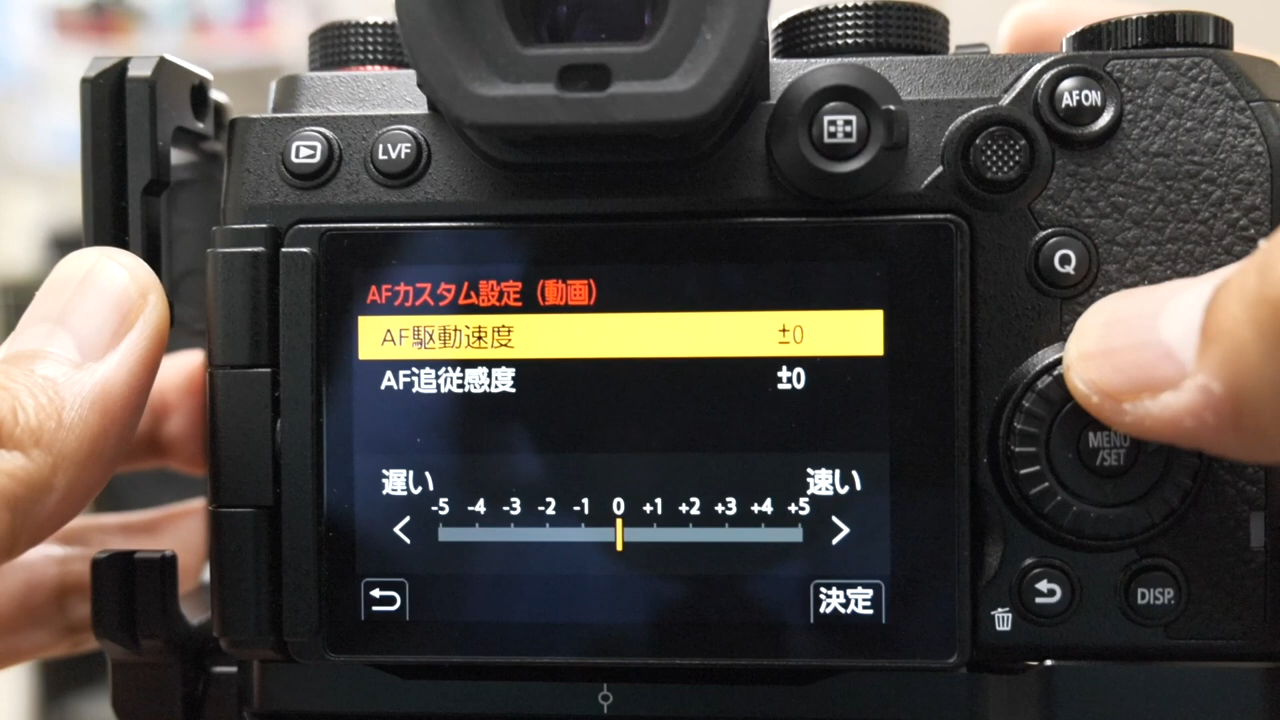 AF ON
LVF
Q
AFカスタム設定（動画）
AF駆動速度 ±0
AF追従感度 ±0
遅い 速い
-5 -4 -3 -2 -1 0 +1 +2 +3 +4 +5
決定
MENU
/SET
DISP.